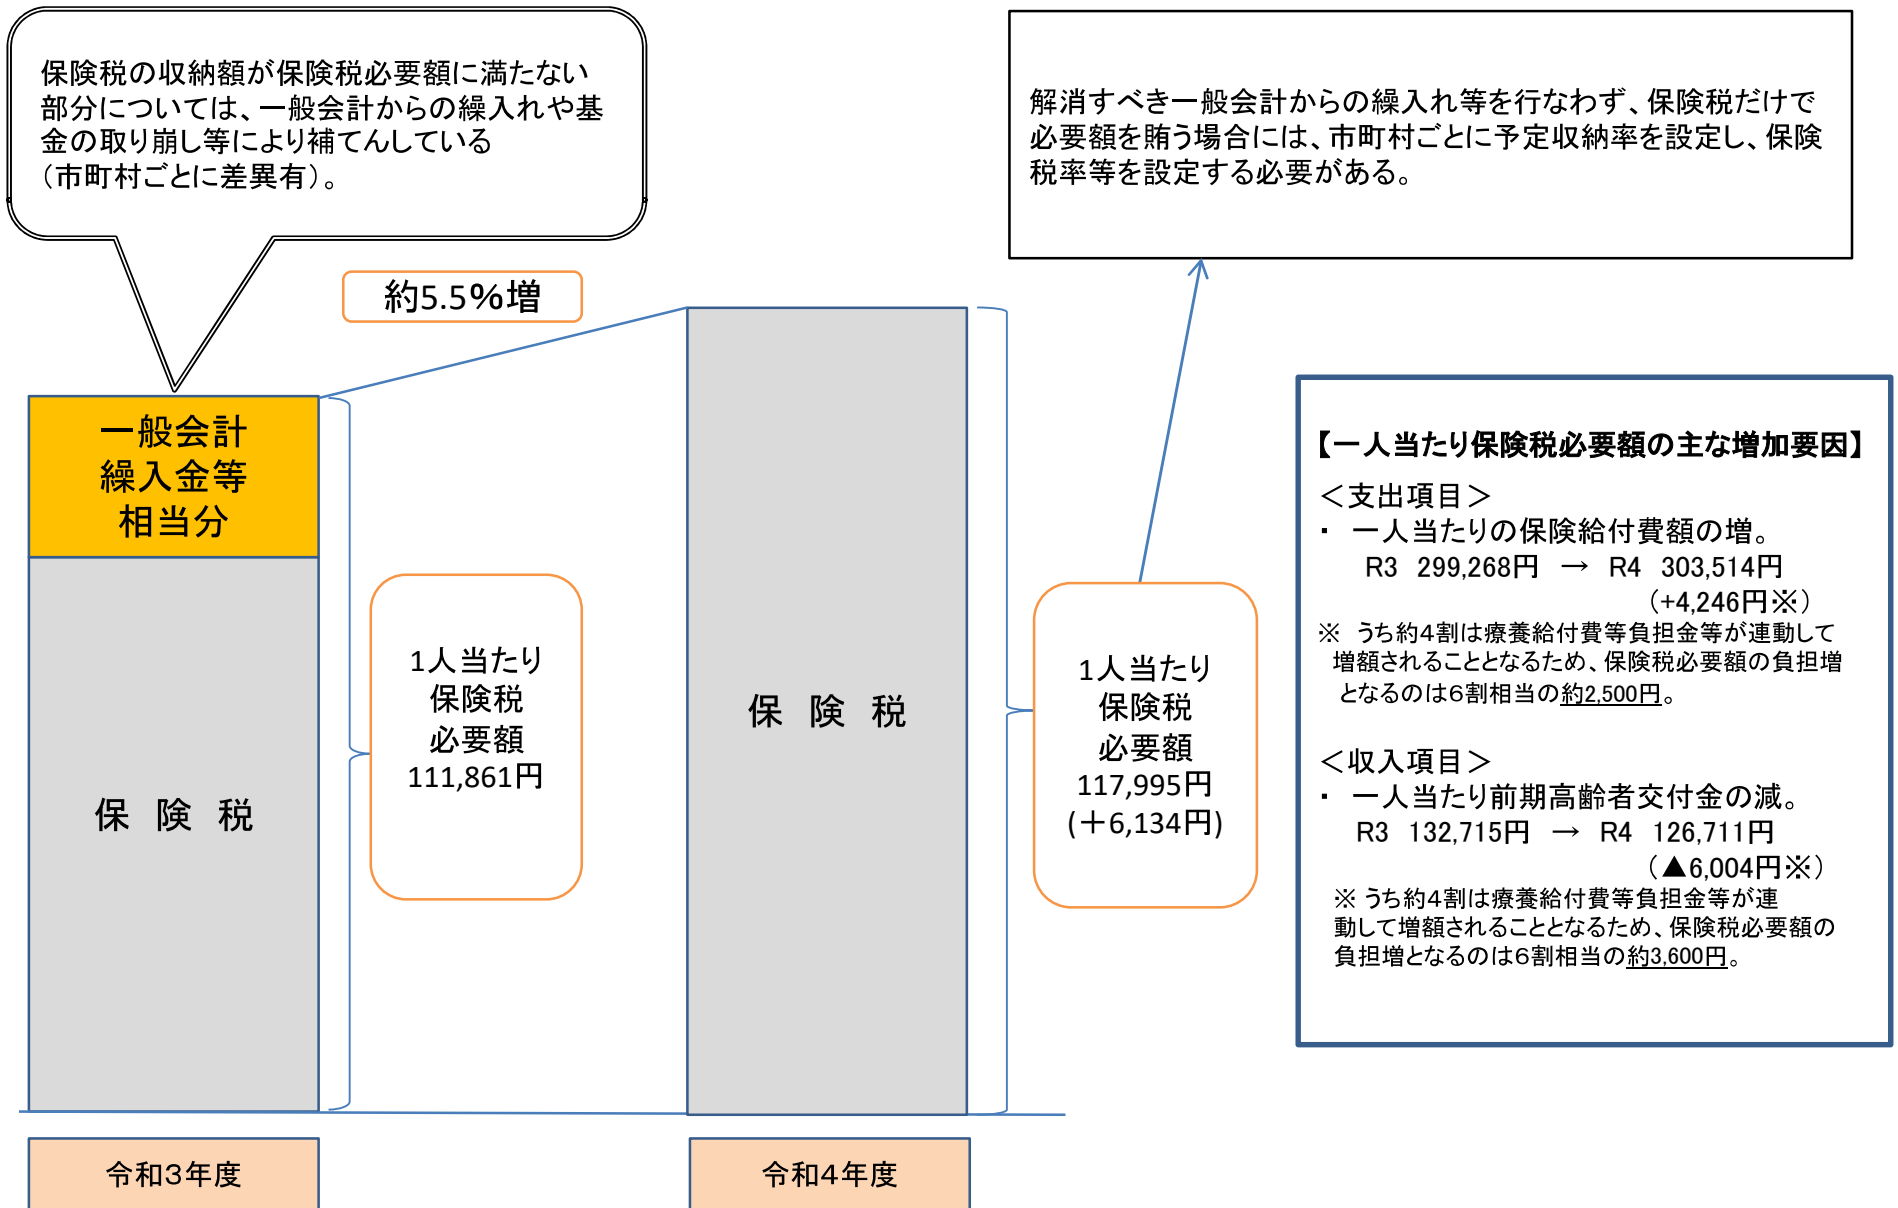 保険税の収納額が保険税必要額に満たない
部分については、一般会計からの繰入れや基
金の取り崩し等により補てんしている
（市町村ごとに差異有）。
解消すべき一般会計からの繰入れ等を行なわず、保険税だけで
必要額を賄う場合には、市町村ごとに予定収納率を設定し、保険
税率等を設定する必要がある。
約5.5％増
一般会計
繰入金等
相当分
保　険　税
1人当たり
保険税
必要額
111,861円
保　険　税
1人当たり
保険税
必要額
117,995円
(＋6,134円)
【一人当たり保険税必要額の主な増加要因】
＜支出項目＞
・　一人当たりの保険給付費額の増。
R3　299,268円　→　R4　303,514円
（+4,246円※）
※　うち約４割は療養給付費等負担金等が連動して
増額されることとなるため、保険税必要額の負担増
となるのは６割相当の約2,500円。
＜収入項目＞
・　一人当たり前期高齢者交付金の減。
R3　132,715円　→　R4　126,711円
（▲6,004円※）
※ うち約４割は療養給付費等負担金等が連
動して増額されることとなるため、保険税必要額の
負担増となるのは６割相当の約3,600円。
令和３年度
令和４年度